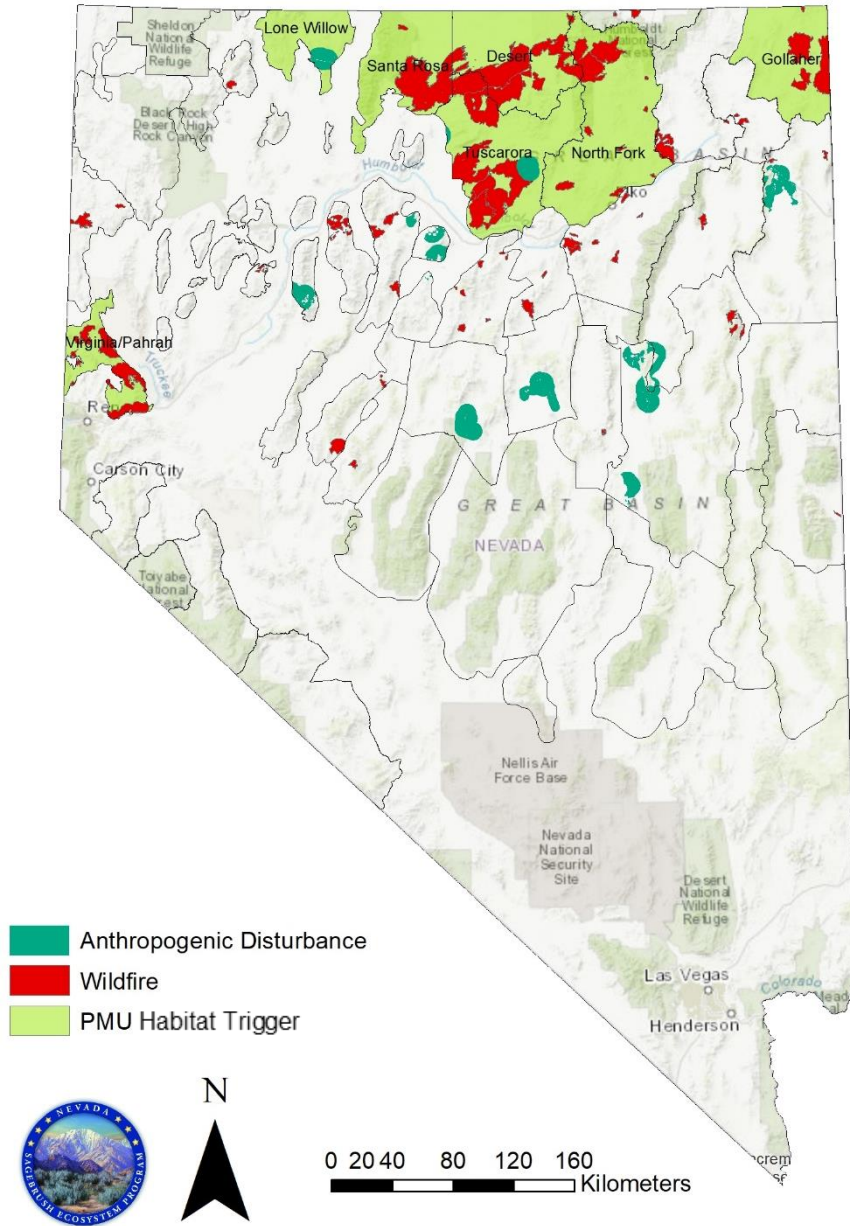 Sheldon
National
Wildlife
Refuge
Lone Willow
Humboldt
National
Desert
Santa Rosa
Gollaher
Black Rock
Desert High
Rock Canyon
Humboldt
Tuscarora
North Fork
BASIN
Virginia/Pahrah
Truckee
Carson City
GREAT BASIN
NEVADA
Toiyabe
National
Nellis Air
Force Base
Nevada
National
Security
Site
Desert
National
Wildlife
Refuge
Las Vegas
Colorado
Henderson
Anthropogenic Disturbance
Wildfire
PMU Habitat Trigger
N
NEVADA
SAGEBRUSH ECOSYSTEM PROGRAM
0 20 40 80 120 160
Kilometers